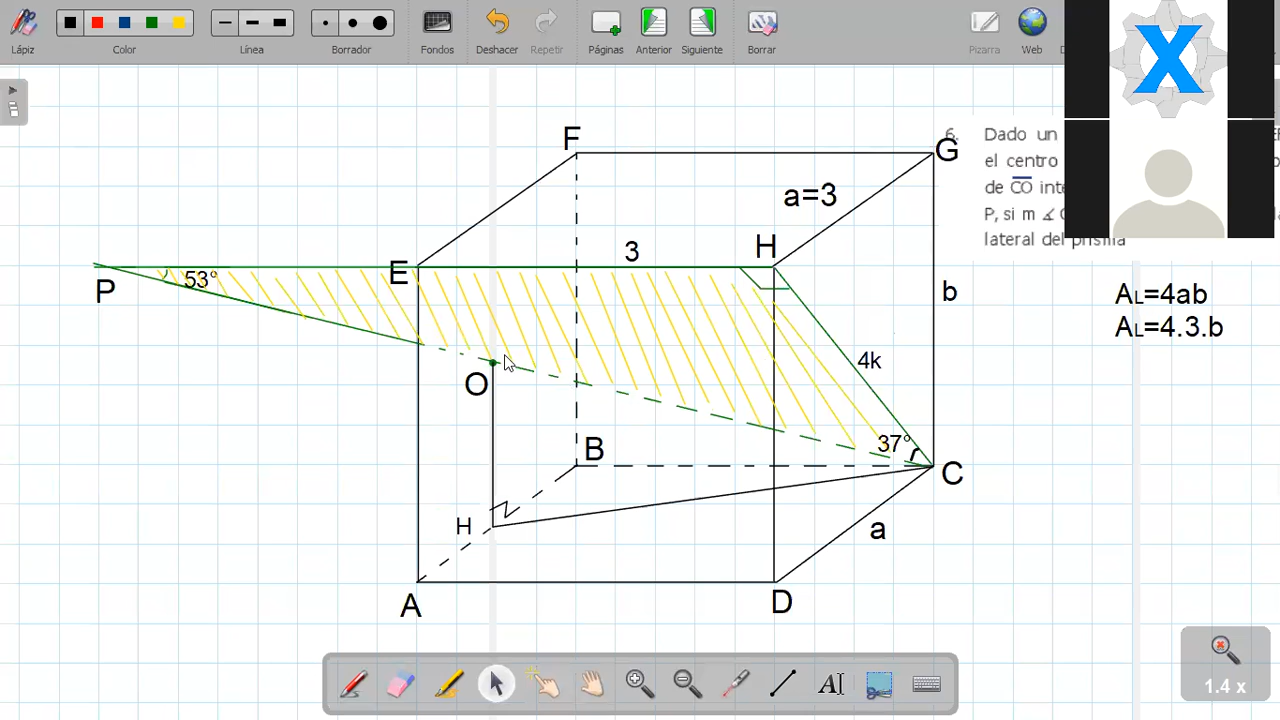 Lápiz
Color
Línea
Borrador
Fondos
Deshacer
Repetir
Páginas
Anterior
Siguiente
Borrar
Pizarra
Web
X
6. Dado un
el centro
de CO
P, si m ∡
lateral del prisma
F
G
a=3
3
H
E
53°
P
b
AL=4ab
AL=4.3.b
O
4k
37°
B
C
H
a
A
D
1.4 x